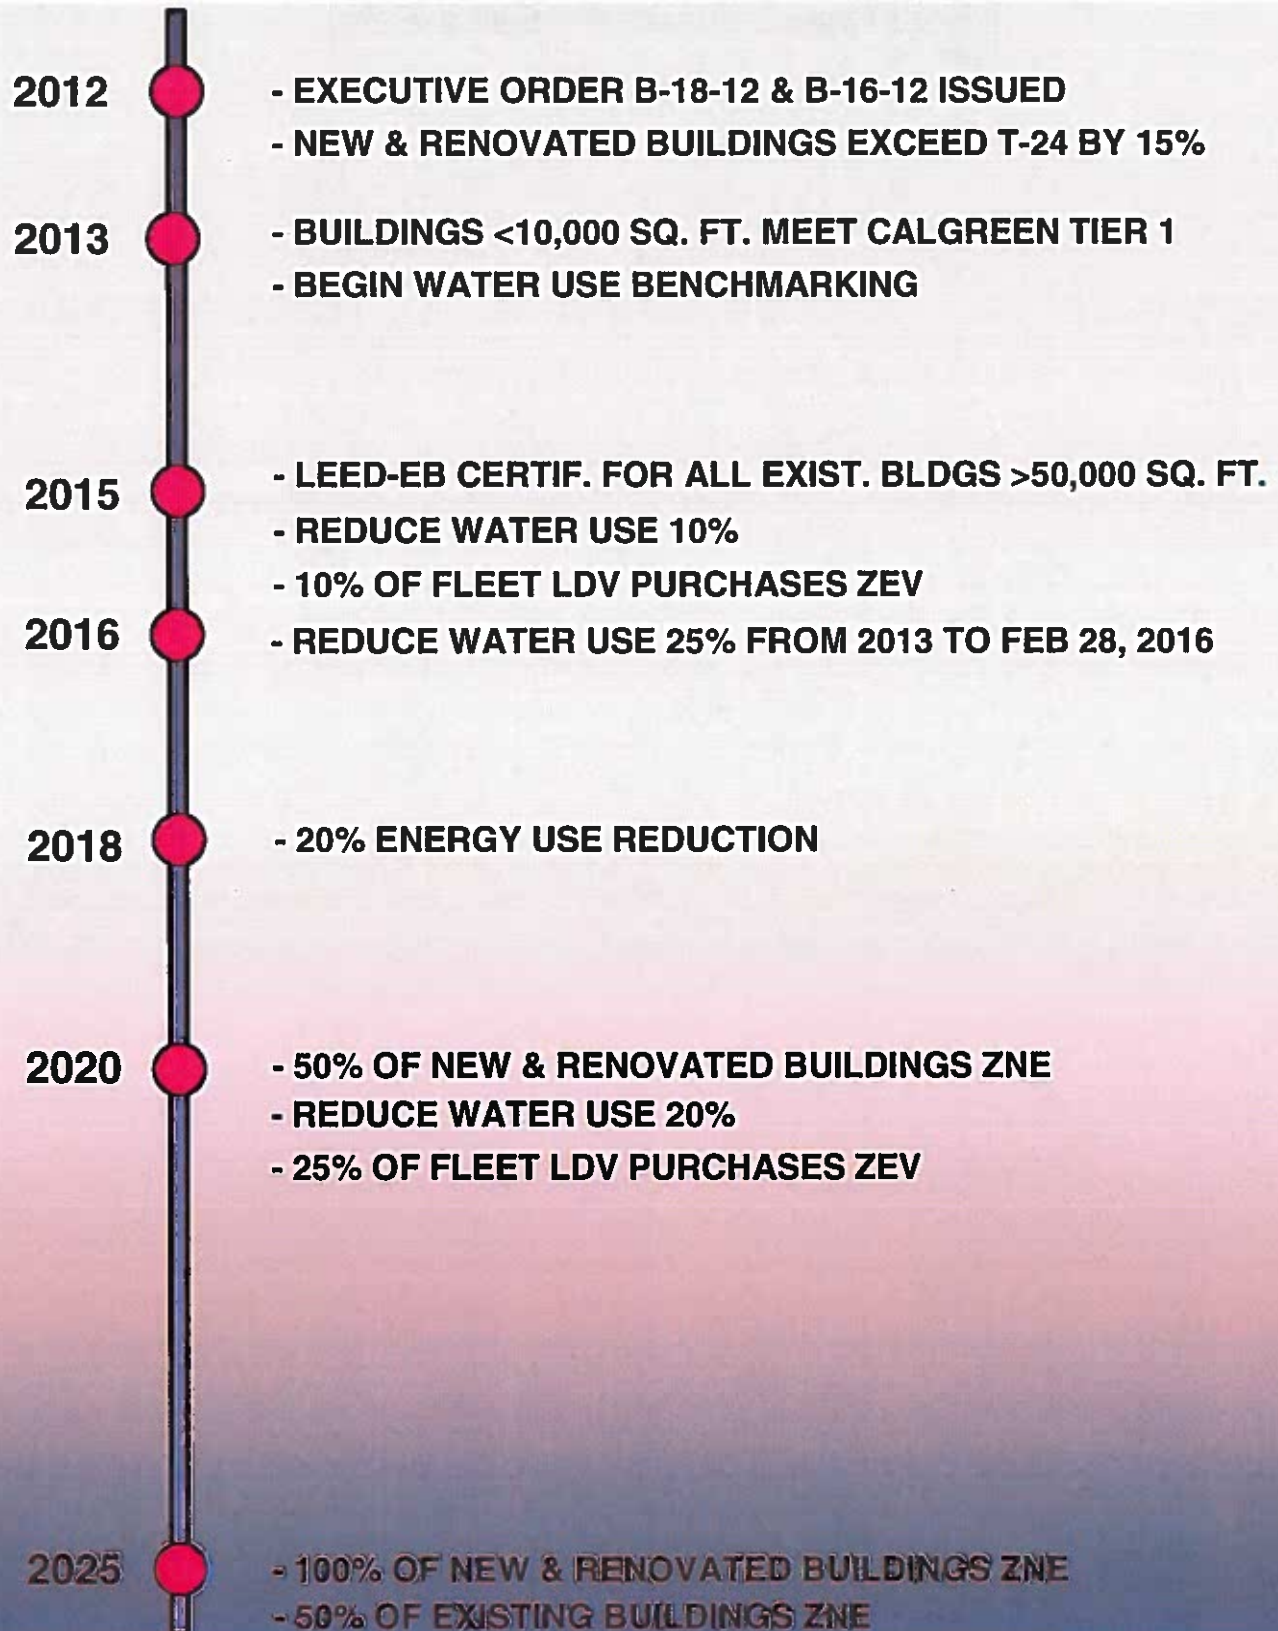 2012 - EXECUTIVE ORDER B-18-12 & B-16-12 ISSUED
- NEW & RENOVATED BUILDINGS EXCEED T-24 BY 15%
2013 - BUILDINGS <10,000 SQ. FT. MEET CALGREEN TIER 1
- BEGIN WATER USE BENCHMARKING
2015 - LEED-EB CERTIF. FOR ALL EXIST. BLDGS >50,000 SQ. FT.
- REDUCE WATER USE 10%
- 10% OF FLEET LDV PURCHASES ZEV
2016 - REDUCE WATER USE 25% FROM 2013 TO FEB 28, 2016
2018 - 20% ENERGY USE REDUCTION
2020 - 50% OF NEW & RENOVATED BUILDINGS ZNE
- REDUCE WATER USE 20%
- 25% OF FLEET LDV PURCHASES ZEV
2025 - 100% OF NEW & RENOVATED BUILDINGS ZNE
- 50% OF EXISTING BUILDINGS ZNE